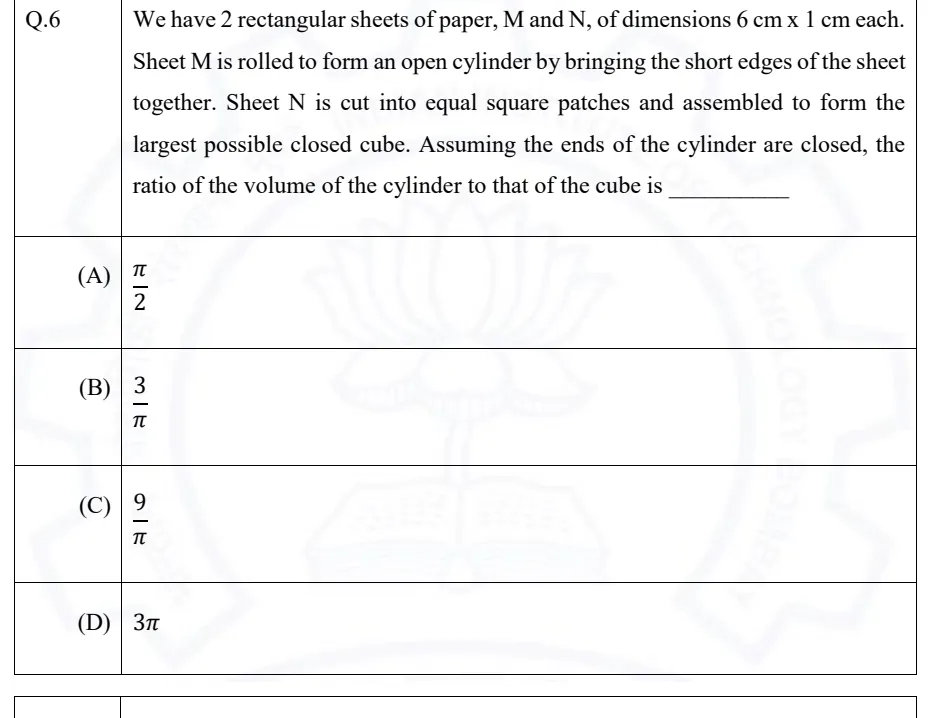 Q.6 We have 2 rectangular sheets of paper, M and N, of dimensions 6 cm x 1 cm each.
Sheet M is rolled to form an open cylinder by bringing the short edges of the sheet
together. Sheet N is cut into equal square patches and assembled to form the
largest possible closed cube. Assuming the ends of the cylinder are closed, the
ratio of the volume of the cylinder to that of the cube is __________
(A) π/2
(B) 3/π
(C) 9/π
(D) 3π